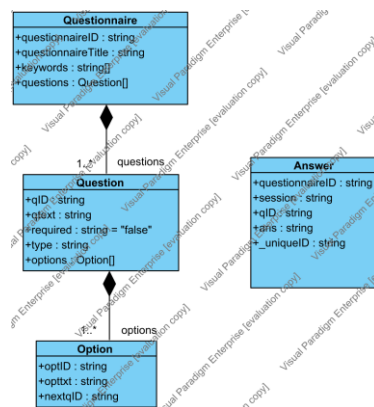 Questionnaire
+questionnaireID : string
+questionnaireTitle : string
+keywords : string[]
+questions : Question[]
1..*
questions
Question
+qID : string
+qtext : string
+required : string = "false"
+type : string
+options : Option[]
1..*
options
Option
+optID : string
+opttxt : string
+nextqID : string
Answer
+questionnaireID : string
+session : string
+qID : string
+ans : string
+_uniqueID : string
Visual Paradigm Enterprise [evaluation copy]